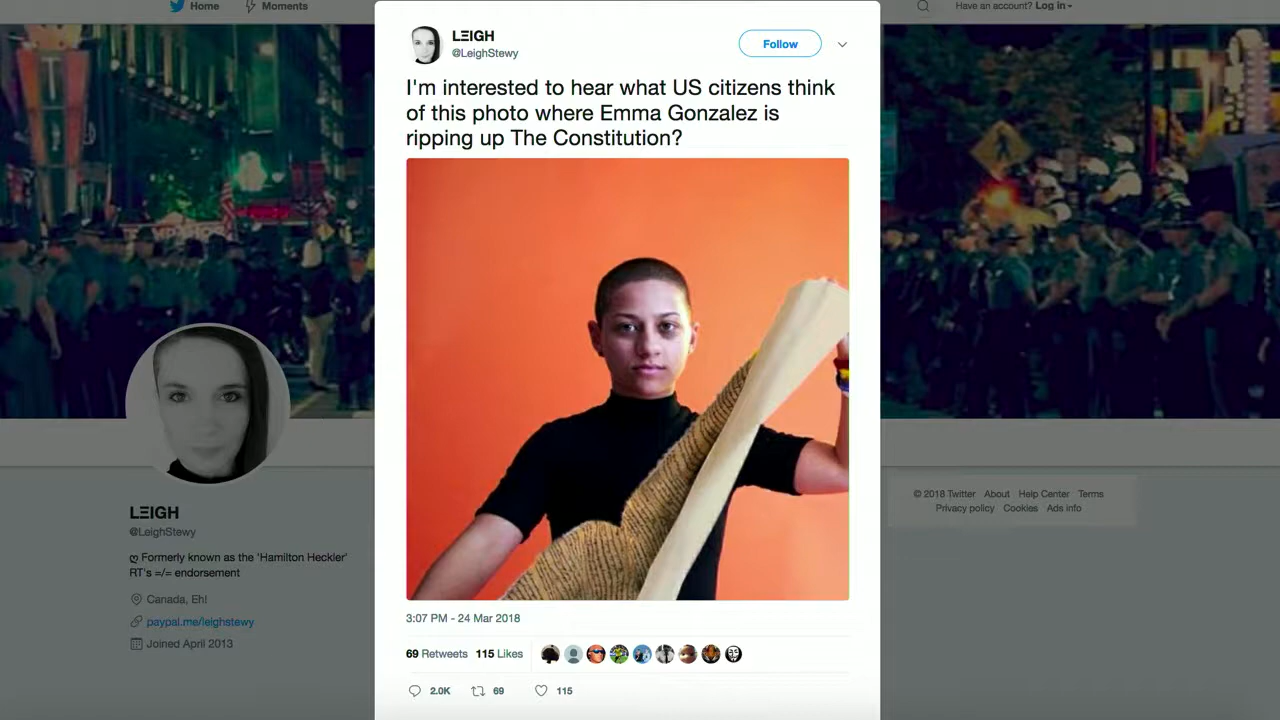 Home
Moments
Have an account? Log in
LΞIGH
@LeighStewy
Follow
I'm interested to hear what US citizens think
of this photo where Emma Gonzalez is
ripping up The Constitution?
3:07 PM - 24 Mar 2018
69 Retweets 115 Likes
2.0K 69 115
LΞIGH
@LeighStewy
ღ Formerly known as the 'Hamilton Heckler'
RT's =/= endorsement
Canada, Eh!
paypal.me/leighstewy
Joined April 2013
© 2018 Twitter About Help Center Terms
Privacy policy Cookies Ads info